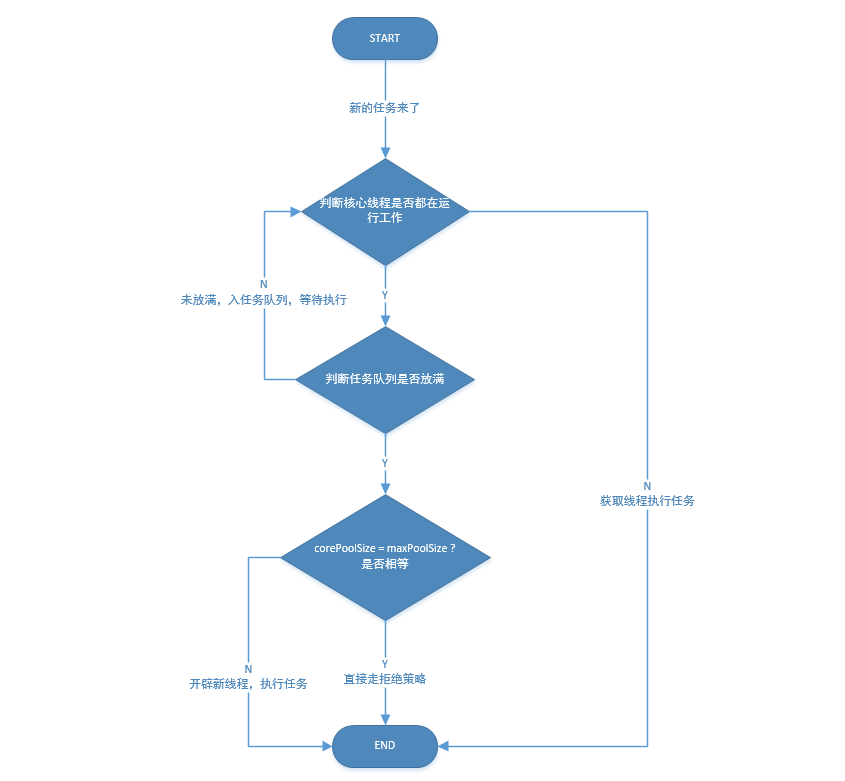 START
新的任务来了
判断核心线程是否都在运
行工作
N
未放满，入任务队列，等待执行
Y
判断任务队列是否放满
Y
N
获取线程执行任务
corePoolSize = maxPoolSize ?
是否相等
N
开辟新线程，执行任务
Y
直接走拒绝策略
END